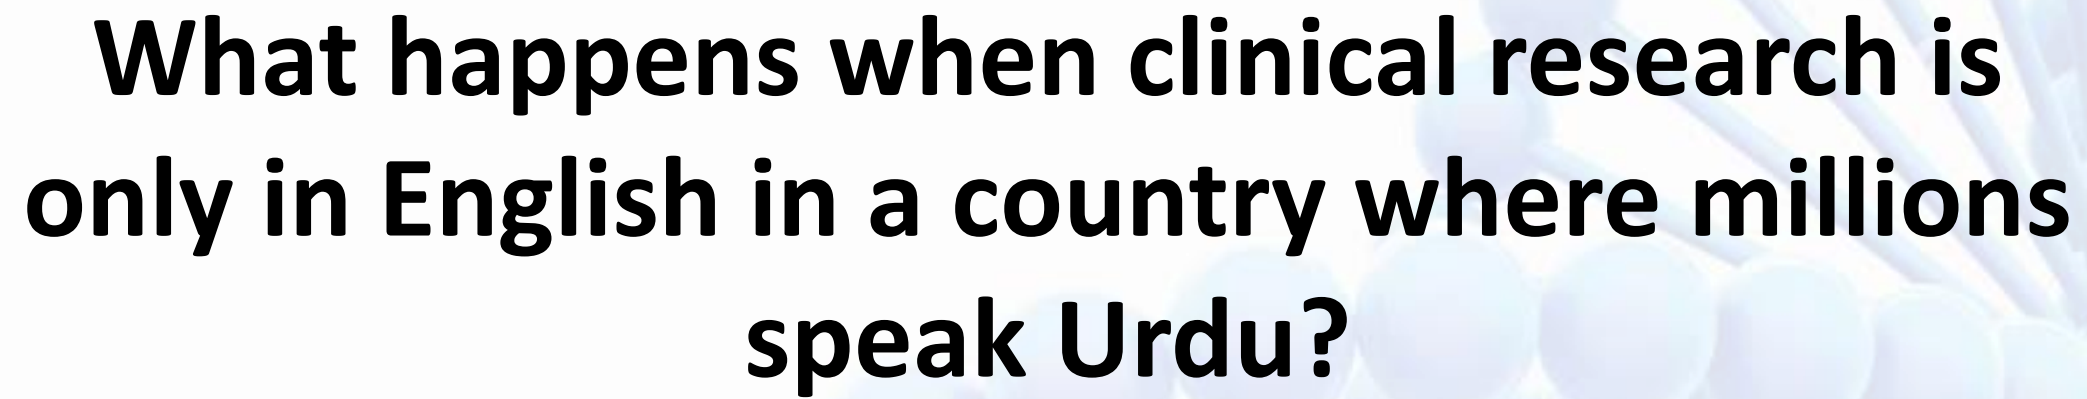 What happens when clinical research is
only in English in a country where millions
speak Urdu?